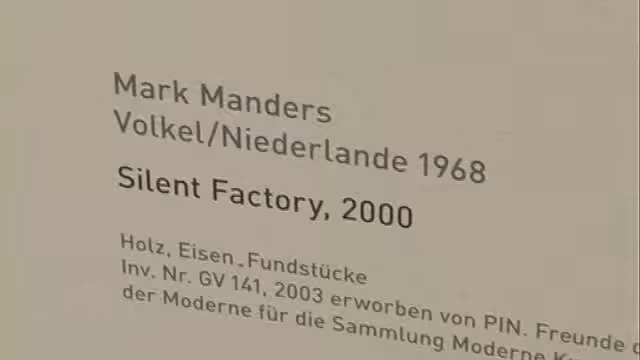 Mark Manders
Volkel/Niederlande 1968
Silent Factory, 2000
Holz, Eisen, Fundstücke
Inv. Nr. GV 141, 2003 erworben von PIN. Freunde
der Moderne für die Sammlung Moderne